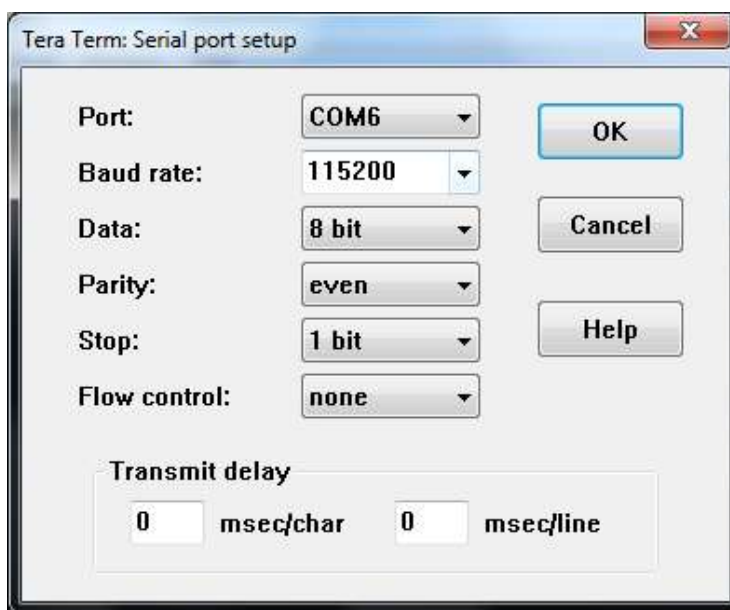 Tera Term: Serial port setup
Port: COM6
OK
Baud rate: 115200
Data: 8 bit
Cancel
Parity: even
Stop: 1 bit
Help
Flow control: none
Transmit delay
0 msec/char 0 msec/line